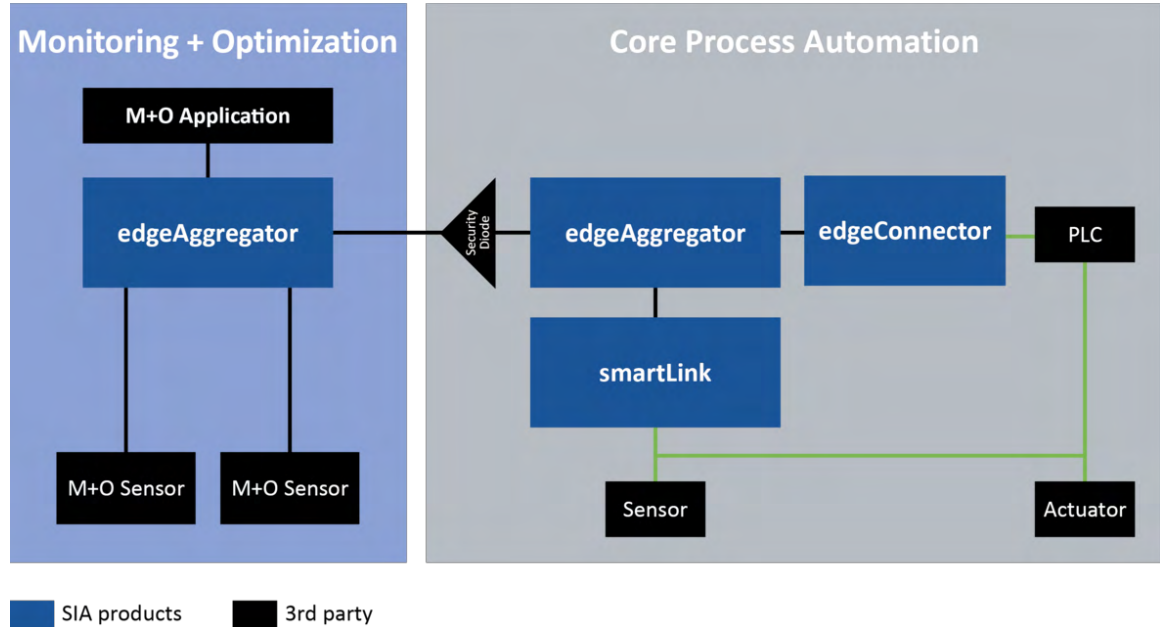 Monitoring + Optimization
Core Process Automation
M+O Application
edgeAggregator
Security
Diode
edgeAggregator
edgeConnector
PLC
smartLink
M+O Sensor
M+O Sensor
Sensor
Actuator
SIA products
3rd party